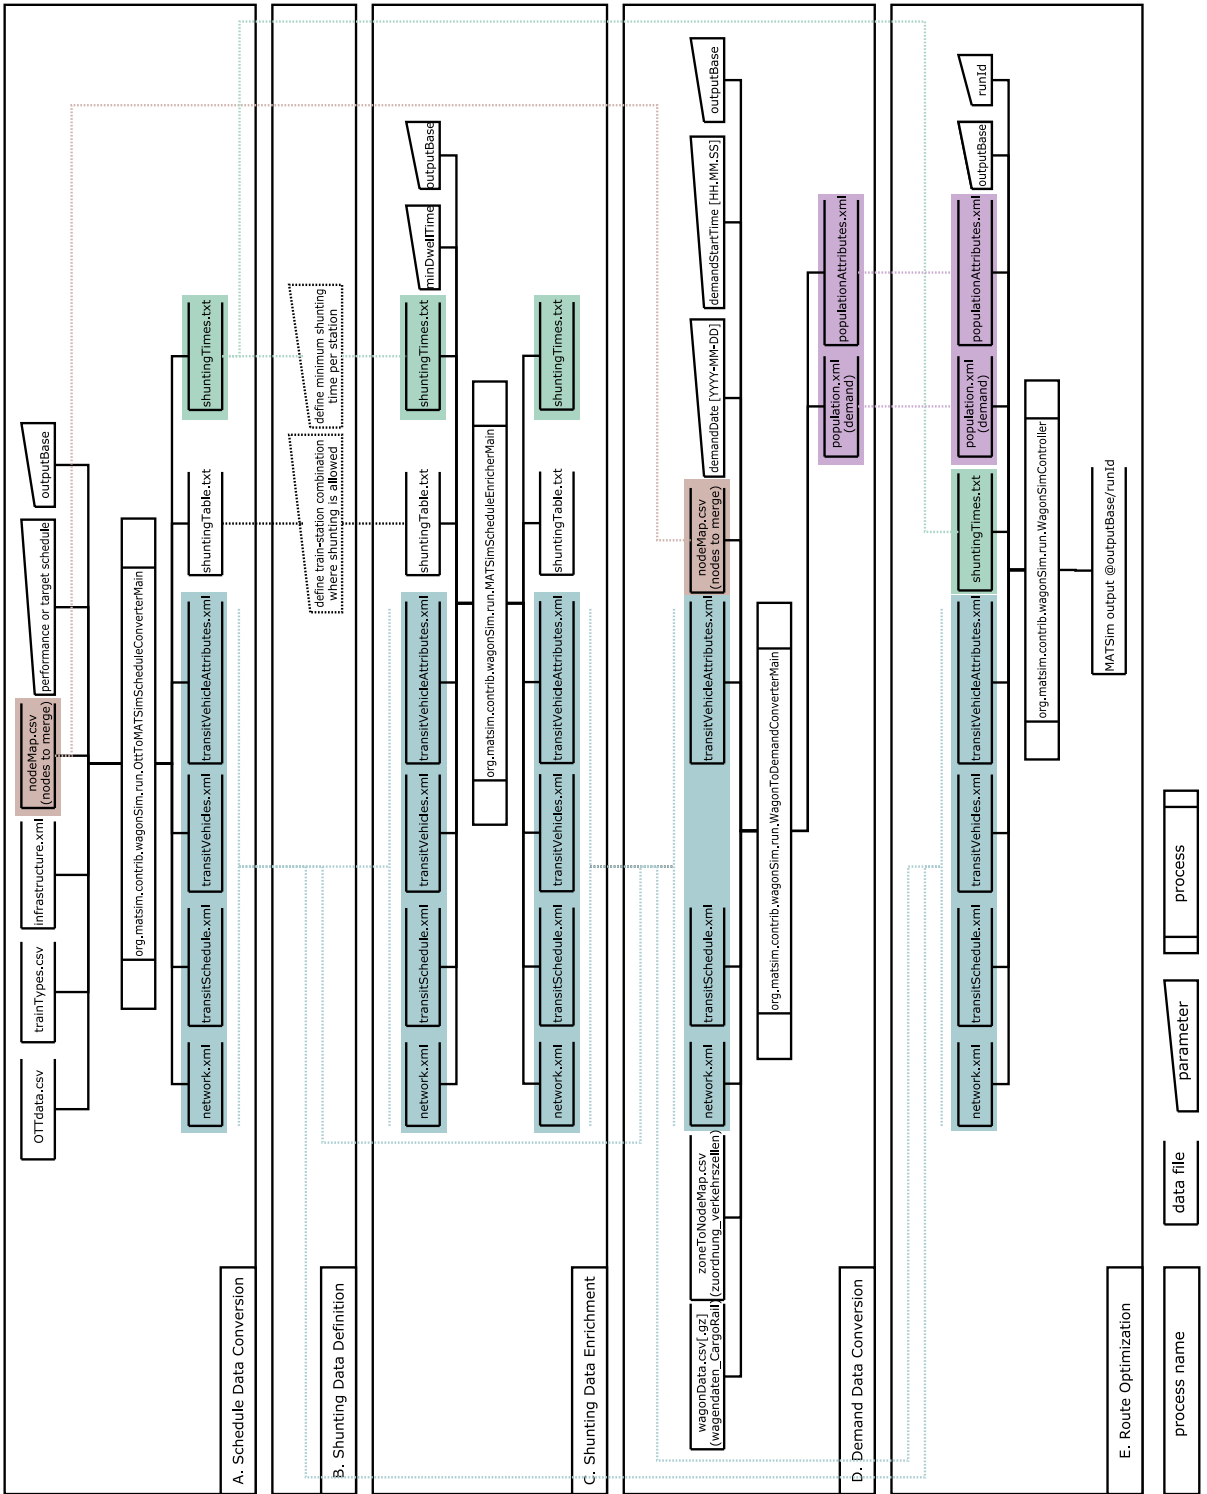 A. Schedule Data Conversion
OTTdata.csv
trainTypes.csv
infrastructure.xml
nodeMap.csv
(nodes to merge)
performance or target schedule
outputBase
org.matsim.contrib.wagonSim.run.OttToMATSimScheduleConverterMain
network.xml
transitSchedule.xml
transitVehicles.xml
transitVehicleAttributes.xml
shuntingTable.txt
shuntingTimes.txt
B. Shunting Data Definition
define train-station combination
where shunting is allowed
define minimum shunting
time per station
C. Shunting Data Enrichment
network.xml
transitSchedule.xml
transitVehicles.xml
transitVehicleAttributes.xml
shuntingTable.txt
shuntingTimes.txt
minDwellTime
outputBase
org.matsim.contrib.wagonSim.run.MATSimScheduleEnricherMain
network.xml
transitSchedule.xml
transitVehicles.xml
transitVehicleAttributes.xml
shuntingTable.txt
shuntingTimes.txt
D. Demand Data Conversion
wagonData.csv[.gz]
(wagendaten_CargoRail)
zoneToNodeMap.csv
(zuordnung_verkehrszellen)
network.xml
transitSchedule.xml
transitVehicleAttributes.xml
nodeMap.csv
(nodes to merge)
demandDate [YYYY-MM-DD]
demandStartTime [HH.MM.SS]
outputBase
org.matsim.contrib.wagonSim.run.WagonToDemandConverterMain
population.xml
(demand)
populationAttributes.xml
E. Route Optimization
network.xml
transitSchedule.xml
transitVehicles.xml
transitVehicleAttributes.xml
shuntingTimes.txt
population.xml
(demand)
populationAttributes.xml
outputBase
runId
org.matsim.contrib.wagonSim.run.WagonSimController
MATSim output @outputBase/runId
process name
data file
parameter
process